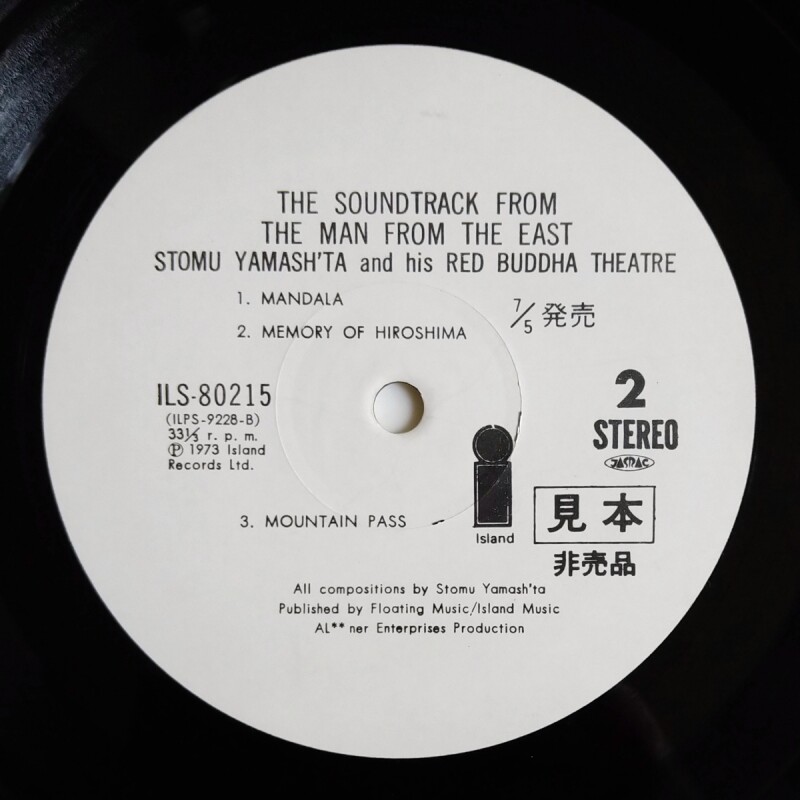 THE SOUNDTRACK FROM
THE MAN FROM THE EAST
STOMU YAMASH'TA and his RED BUDDHA THEATRE
1. MANDALA
7/5 発売
2. MEMORY OF HIROSHIMA
ILS-80215
(ILPS-9228-B)
33⅓ r. p. m.
Ⓟ 1973 Island
Records Ltd.
2
STEREO
JASRAC
3. MOUNTAIN PASS
Island
見本
非売品
All compositions by Stomu Yamash'ta
Published by Floating Music/Island Music
AL** ner Enterprises Production